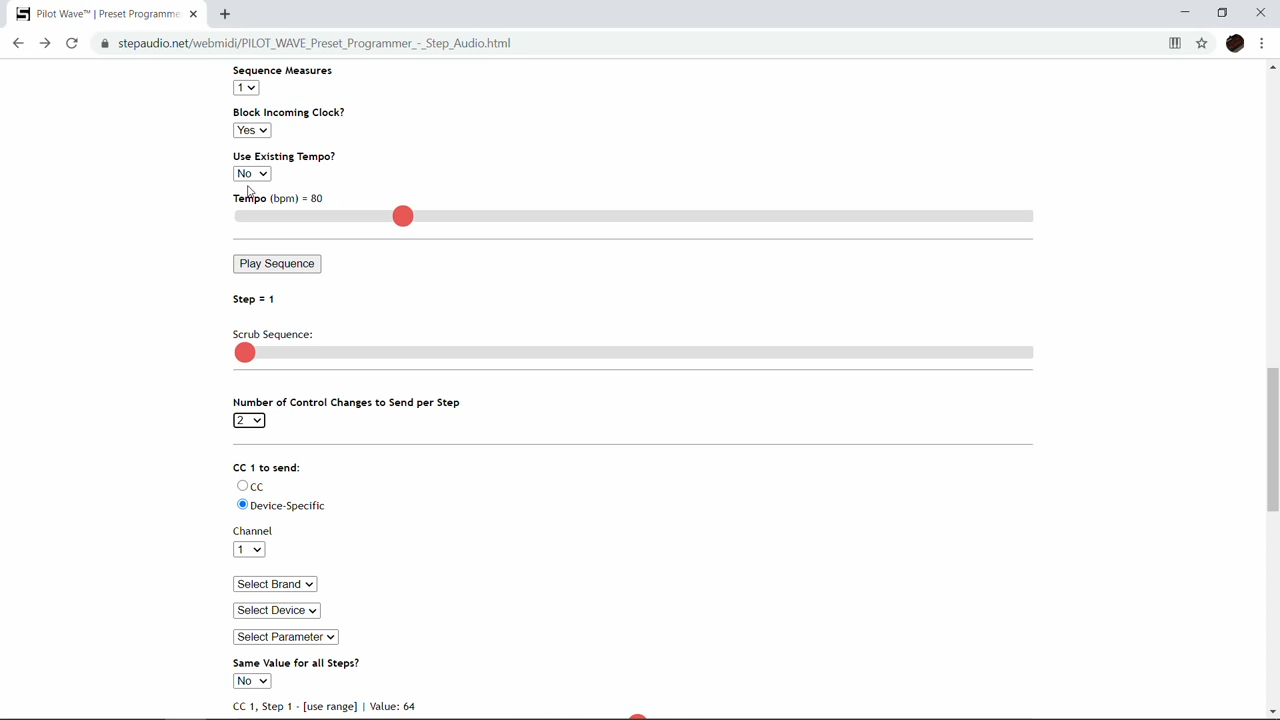 Pilot Wave™ | Preset Programme
stepaudio.net/webmidi/PILOT_WAVE_Preset_Programmer_-_Step_Audio.html
Sequence Measures
1
Block Incoming Clock?
Yes
Use Existing Tempo?
No
Tempo (bpm) = 80
Play Sequence
Step = 1
Scrub Sequence:
Number of Control Changes to Send per Step
2
CC 1 to send:
CC
Device-Specific
Channel
1
Select Brand
Select Device
Select Parameter
Same Value for all Steps?
No
CC 1, Step 1 - [use range] | Value: 64